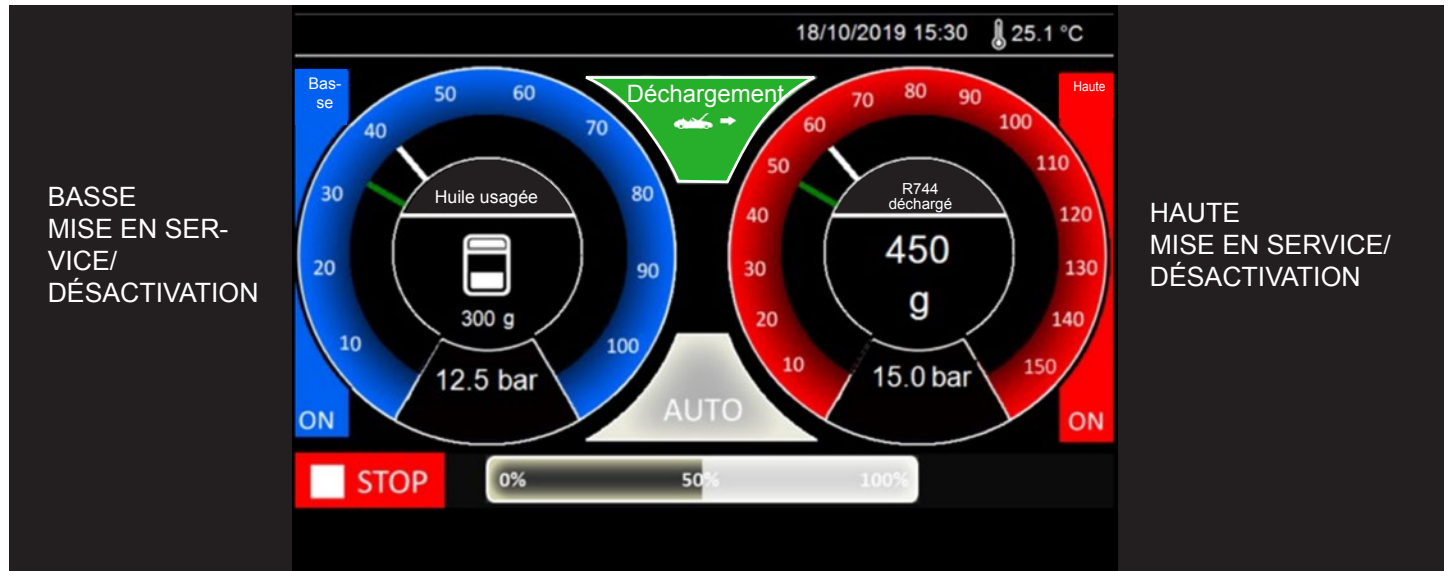 18/10/2019 15:30 25.1 °C
BASSE
MISE EN SER-
VICE/
DÉSACTIVATION
Bas-
se
ON
10
20
30
40
50
60
70
80
90
100
Huile usagée
300 g
12.5 bar
Déchargement
AUTO
10
20
30
40
50
60
70
80
90
100
110
120
130
140
150
R744
déchargé
450
g
15.0 bar
Haute
ON
HAUTE
MISE EN SERVICE/
DÉSACTIVATION
STOP
0% 50% 100%